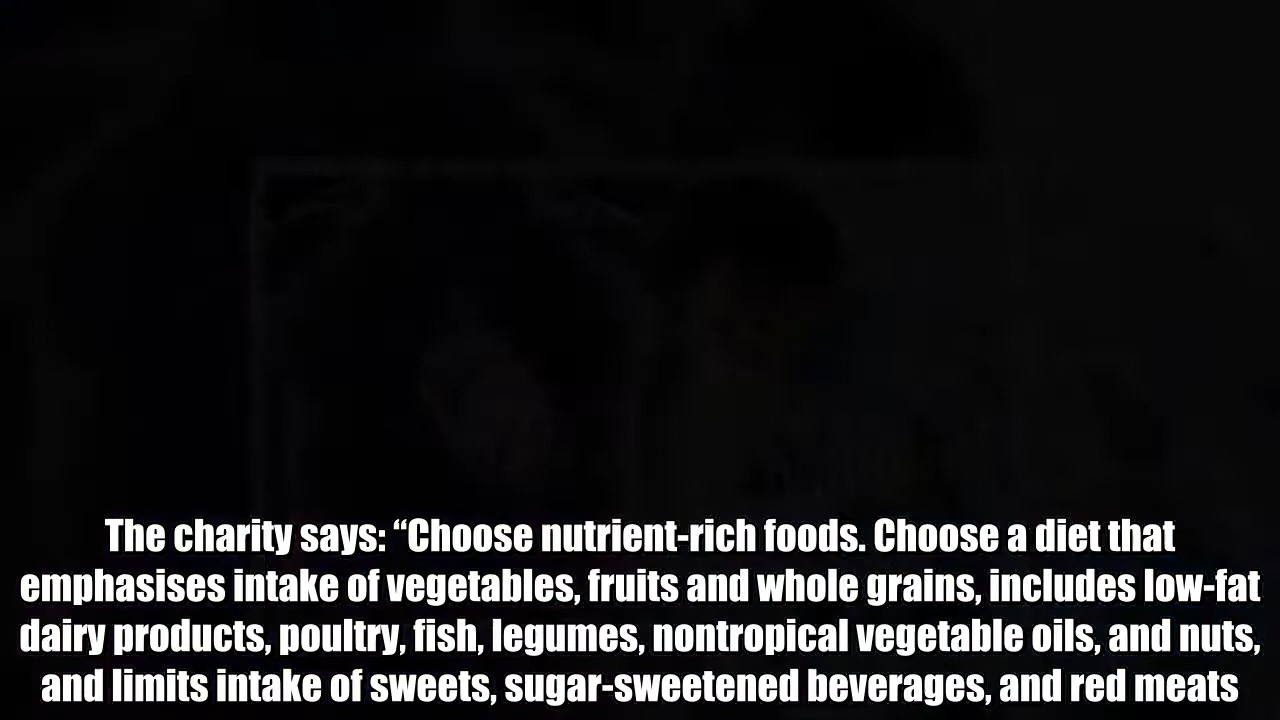 The charity says: “Choose nutrient-rich foods. Choose a diet that
emphasises intake of vegetables, fruits and whole grains, includes low-fat
dairy products, poultry, fish, legumes, nontropical vegetable oils, and nuts,
and limits intake of sweets, sugar-sweetened beverages, and red meats